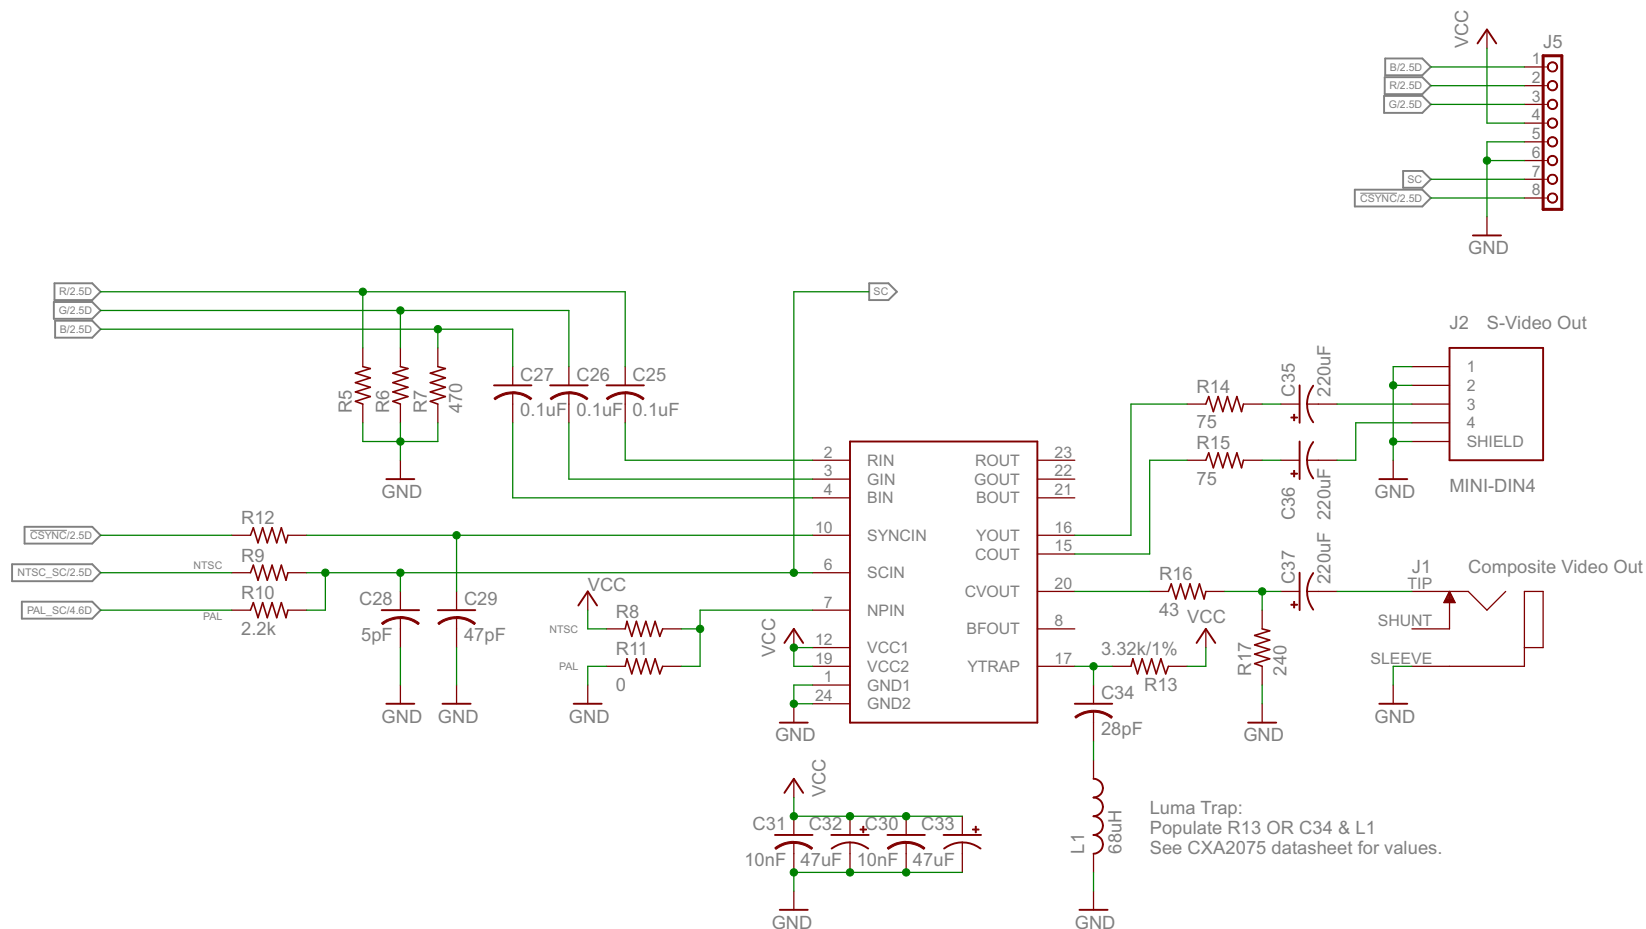 VCC
J5
B/2.5D
1
R/2.5D
2
G/2.5D
3
4
5
6
SC
7
CSYNC/2.5D
8
GND
R/2.5D
G/2.5D
B/2.5D
SC
R5
R6
R7
470
C27
0.1uF
C26
0.1uF
C25
0.1uF
GND
CSYNC/2.5D
R12
NTSC_SC/2.5D
NTSC
R9
PAL_SC/4.6D
PAL
R10
2.2k
C28
5pF
C29
47pF
GND
GND
VCC
NTSC
R8
PAL
R11
0
GND
VCC
GND
2
RIN
3
GIN
4
BIN
10
SYNCIN
6
SCIN
7
NPIN
12
VCC1
19
VCC2
1
GND1
24
GND2
ROUT
23
GOUT
22
BOUT
21
YOUT
16
COUT
15
CVOUT
20
BFOUT
8
YTRAP
17
R14
75
C35
220uF
R15
75
C36
220uF
J2
S-Video Out
1
2
3
4
SHIELD
MINI-DIN4
GND
R16
43
VCC
C37
220uF
R17
240
GND
3.32k/1%
R13
C34
28pF
L1
68uH
GND
J1
Composite Video Out
TIP
SHUNT
SLEEVE
GND
VCC
C31
10nF
C32
47uF
C30
10nF
C33
47uF
GND
Luma Trap:
Populate R13 OR C34 & L1
See CXA2075 datasheet for values.